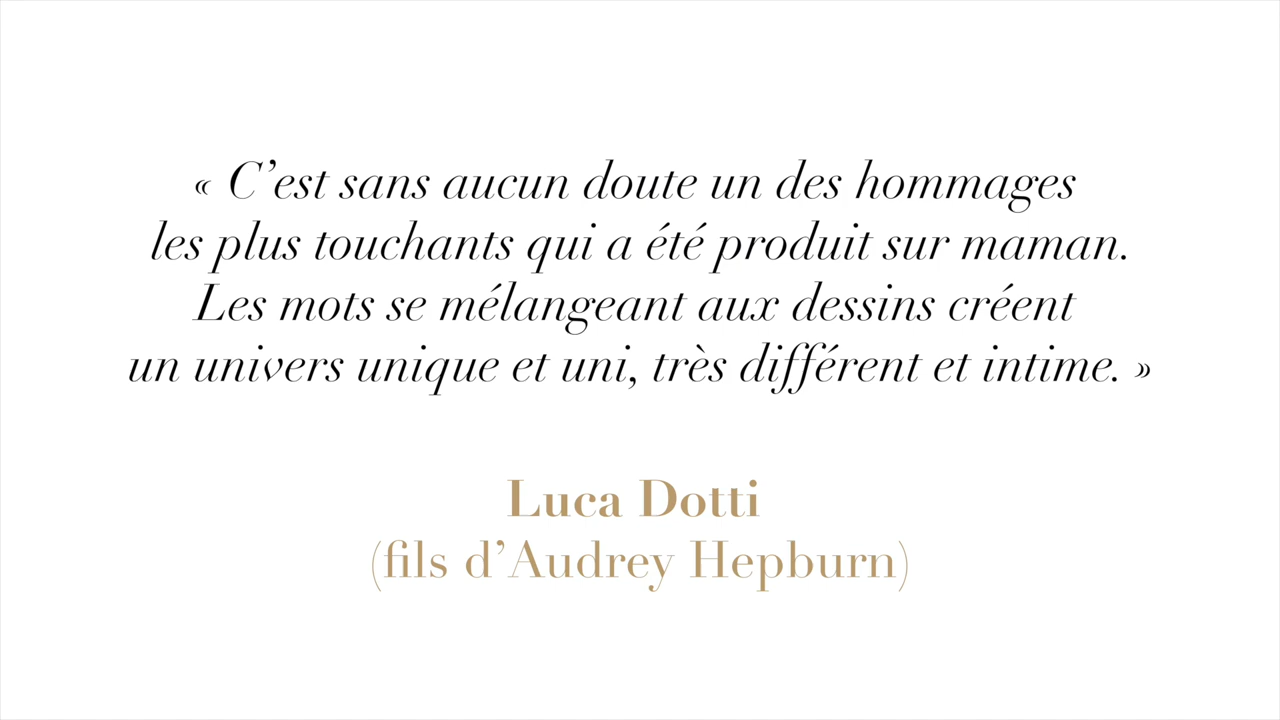 « C’est sans aucun doute un des hommages
les plus touchants qui a été produit sur maman.
Les mots se mélangeant aux dessins créent
un univers unique et uni, très différent et intime. »
Luca Dotti
(fils d’Audrey Hepburn)